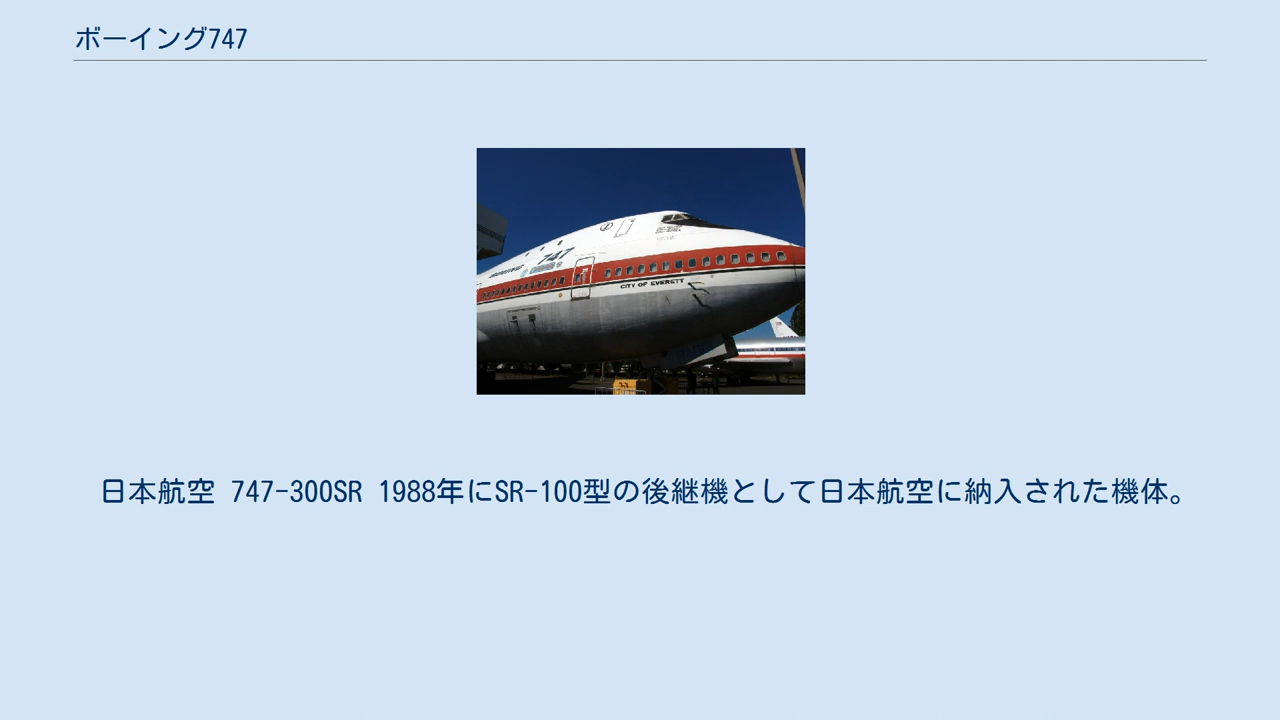 ボーイング747
BOEING 747
CITY OF EVERETT
日本航空 747-300SR 1988年にSR-100型の後継機として日本航空に納入された機体。